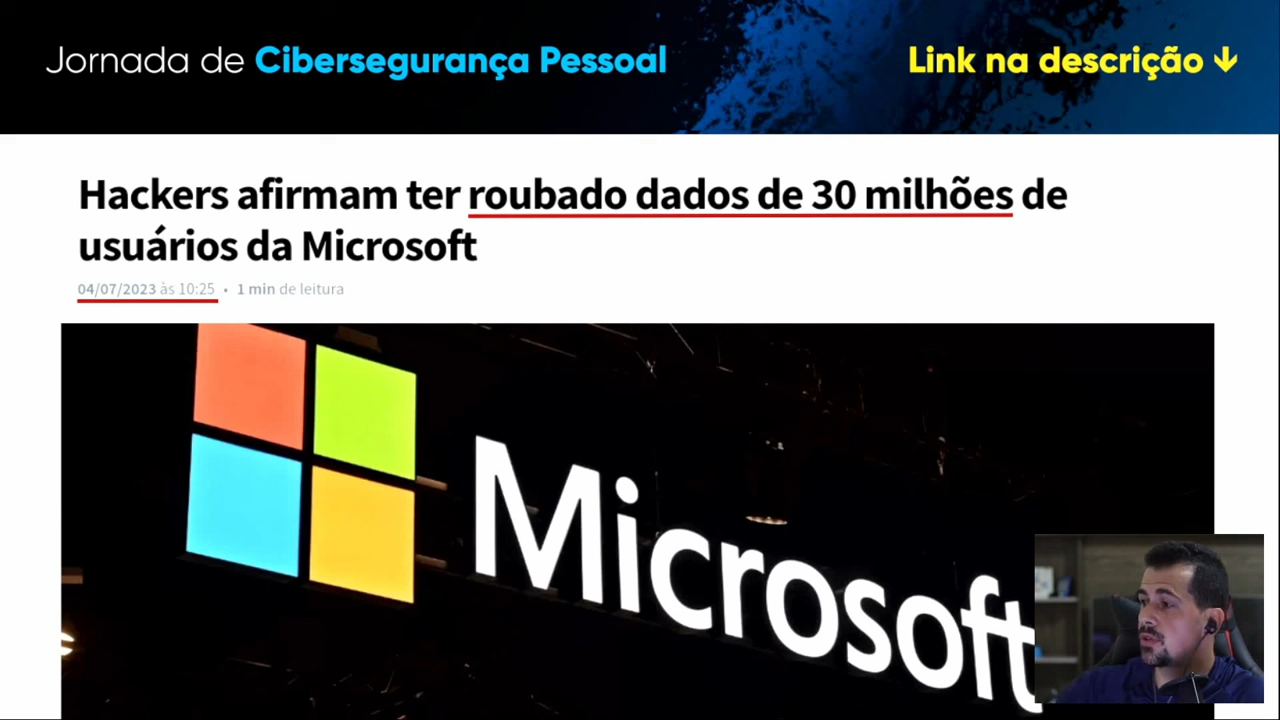 Jornada de Cibersegurança Pessoal
Link na descrição ↓
Hackers afirmam ter roubado dados de 30 milhões de
usuários da Microsoft
04/07/2023 às 10:25 • 1 min de leitura
Microsoft